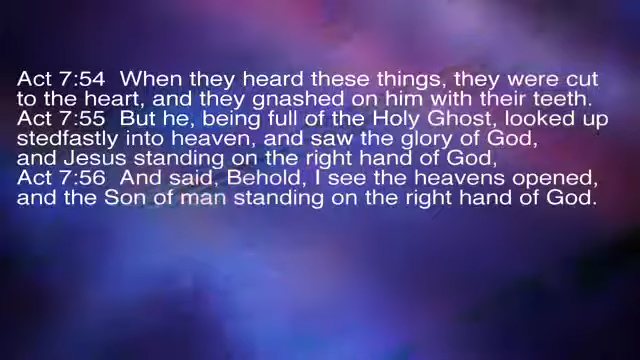 Act 7:54  When they heard these things, they were cut
to the heart, and they gnashed on him with their teeth.
Act 7:55  But he, being full of the Holy Ghost, looked up
stedfastly into heaven, and saw the glory of God,
and Jesus standing on the right hand of God,
Act 7:56  And said, Behold, I see the heavens opened,
and the Son of man standing on the right hand of God.